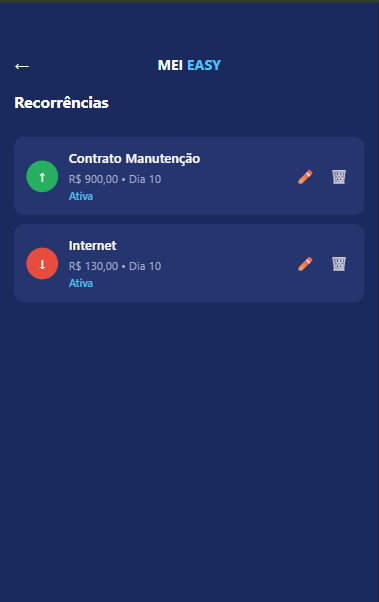 ←
MEI EASY
Recorrências
↑
Contrato Manutenção
R$ 900,00 • Dia 10
Ativa
↓
Internet
R$ 130,00 • Dia 10
Ativa